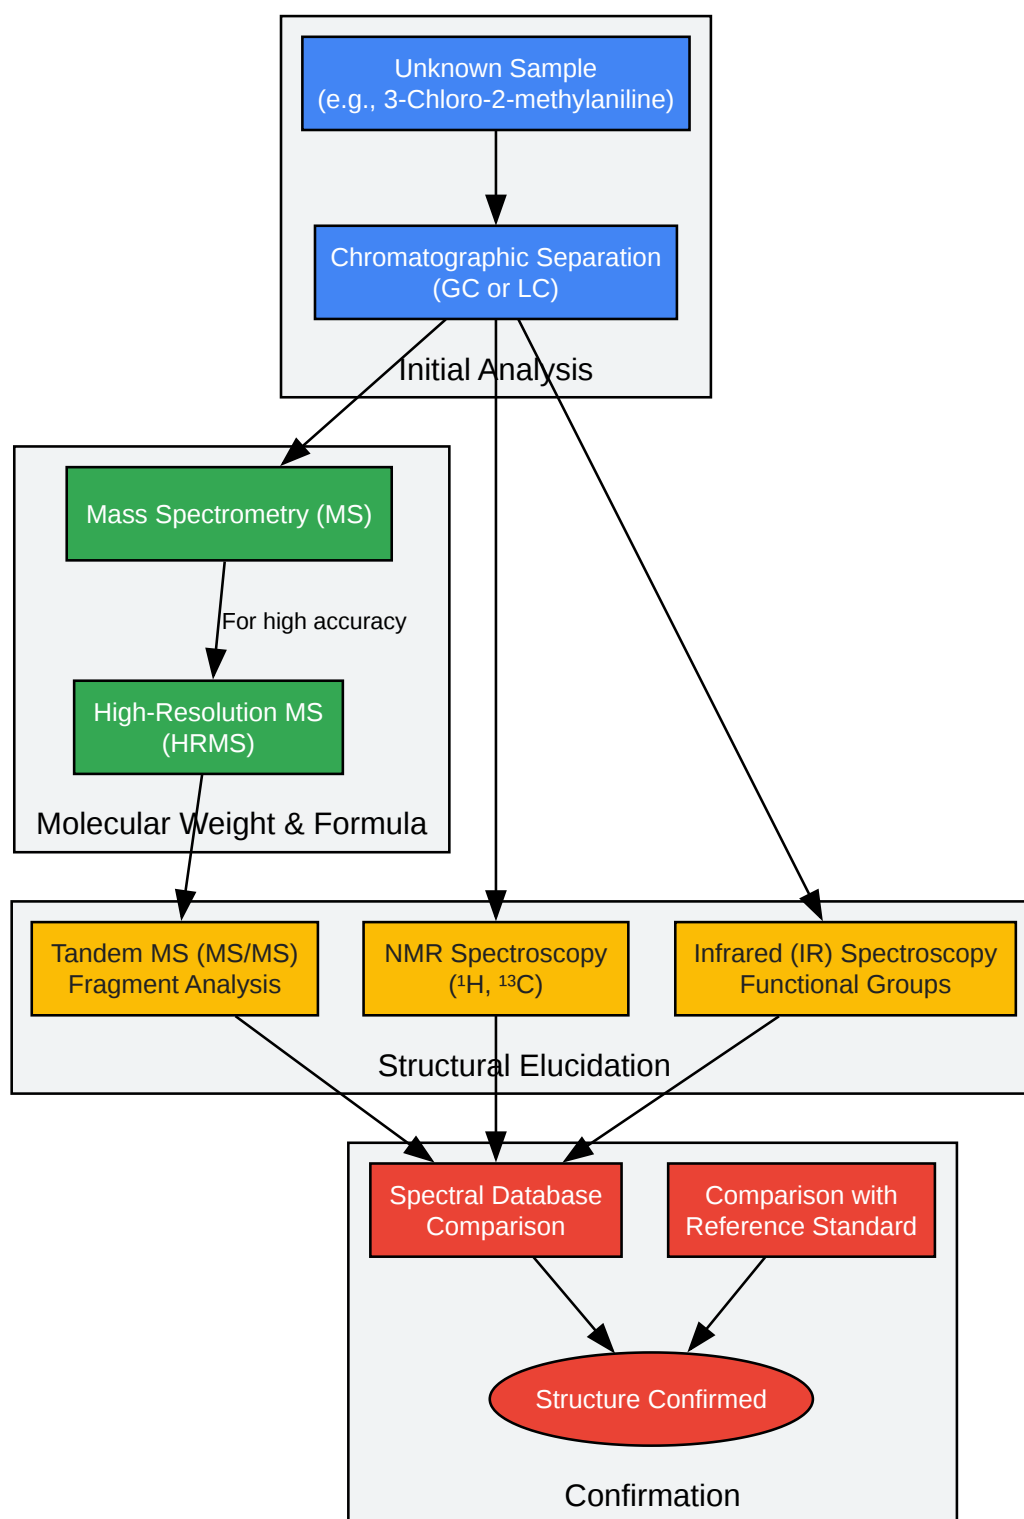 Unknown Sample
(e.g., 3-Chloro-2-methylaniline)
Chromatographic Separation
(GC or LC)
Initial Analysis
Mass Spectrometry (MS)
For high accuracy
High-Resolution MS
(HRMS)
Molecular Weight & Formula
Tandem MS (MS/MS)
Fragment Analysis
NMR Spectroscopy
(¹H, ¹³C)
Infrared (IR) Spectroscopy
Functional Groups
Structural Elucidation
Spectral Database
Comparison
Comparison with
Reference Standard
Structure Confirmed
Confirmation